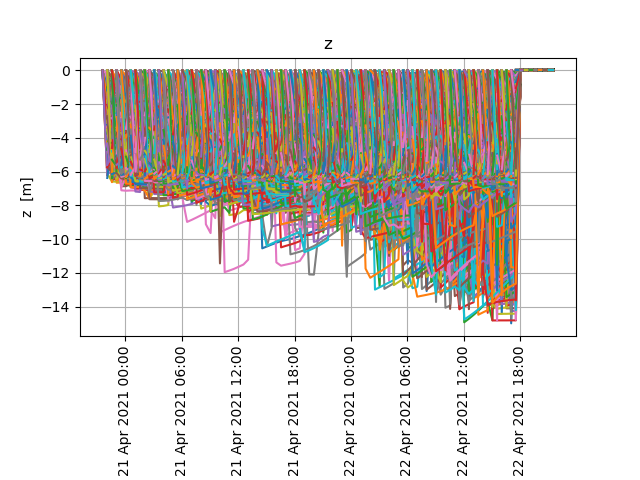 z
0
−2
−4
−6
−8
−10
−12
−14
z [m]
21 Apr 2021 00:00
21 Apr 2021 06:00
21 Apr 2021 12:00
21 Apr 2021 18:00
22 Apr 2021 00:00
22 Apr 2021 06:00
22 Apr 2021 12:00
22 Apr 2021 18:00